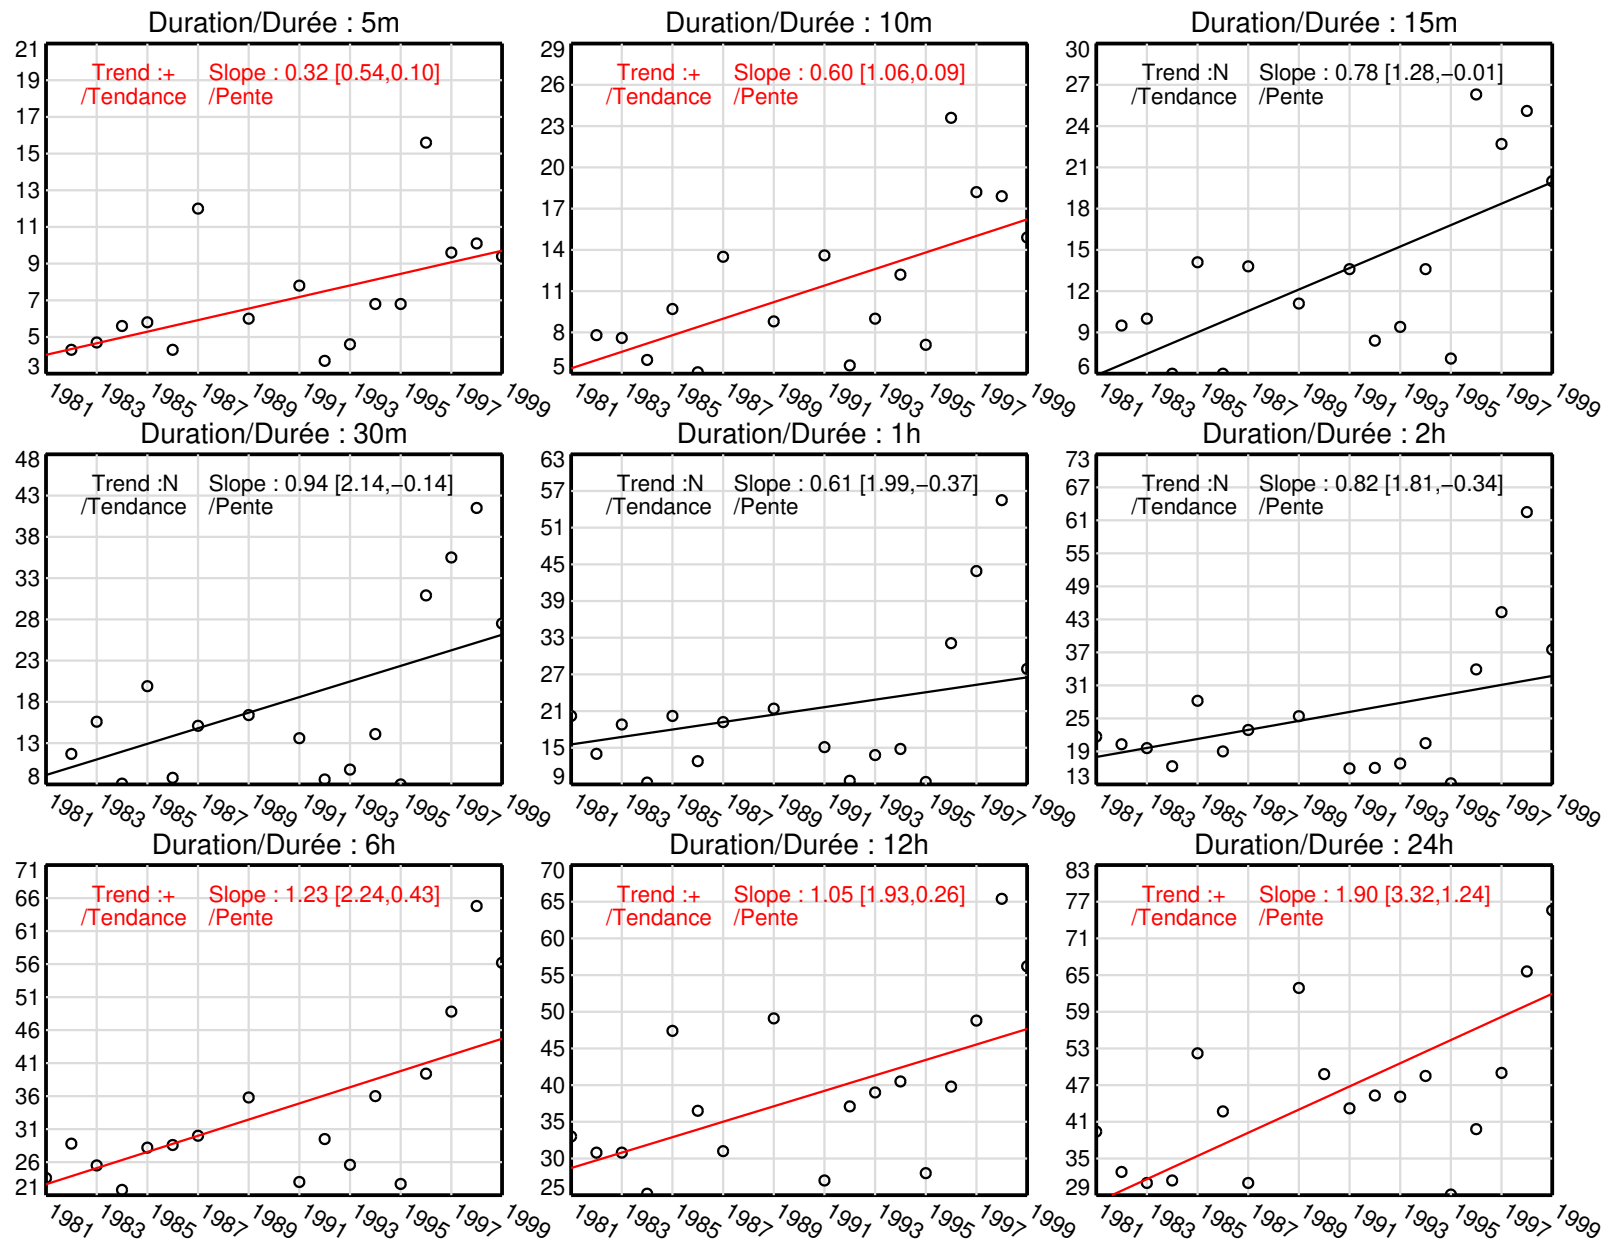 Duration/Durée : 5m
Trend :+ Slope : 0.32 [0.54,0.10]
/Tendance /Pente
21
19
17
15
13
11
9
7
5
3
1981 1983 1985 1987 1989 1991 1993 1995 1997 1999
Duration/Durée : 10m
Trend :+ Slope : 0.60 [1.06,0.09]
/Tendance /Pente
29
26
23
20
17
14
11
8
5
1981 1983 1985 1987 1989 1991 1993 1995 1997 1999
Duration/Durée : 15m
Trend :N Slope : 0.78 [1.28,−0.01]
/Tendance /Pente
30
27
24
21
18
15
12
9
6
1981 1983 1985 1987 1989 1991 1993 1995 1997 1999
Duration/Durée : 30m
Trend :N Slope : 0.94 [2.14,−0.14]
/Tendance /Pente
48
43
38
33
28
23
18
13
8
1981 1983 1985 1987 1989 1991 1993 1995 1997 1999
Duration/Durée : 1h
Trend :N Slope : 0.61 [1.99,−0.37]
/Tendance /Pente
63
57
51
45
39
33
27
21
15
9
1981 1983 1985 1987 1989 1991 1993 1995 1997 1999
Duration/Durée : 2h
Trend :N Slope : 0.82 [1.81,−0.34]
/Tendance /Pente
73
67
61
55
49
43
37
31
25
19
13
1981 1983 1985 1987 1989 1991 1993 1995 1997 1999
Duration/Durée : 6h
Trend :+ Slope : 1.23 [2.24,0.43]
/Tendance /Pente
71
66
61
56
51
46
41
36
31
26
21
1981 1983 1985 1987 1989 1991 1993 1995 1997 1999
Duration/Durée : 12h
Trend :+ Slope : 1.05 [1.93,0.26]
/Tendance /Pente
70
65
60
55
50
45
40
35
30
25
1981 1983 1985 1987 1989 1991 1993 1995 1997 1999
Duration/Durée : 24h
Trend :+ Slope : 1.90 [3.32,1.24]
/Tendance /Pente
83
77
71
65
59
53
47
41
35
29
1981 1983 1985 1987 1989 1991 1993 1995 1997 1999